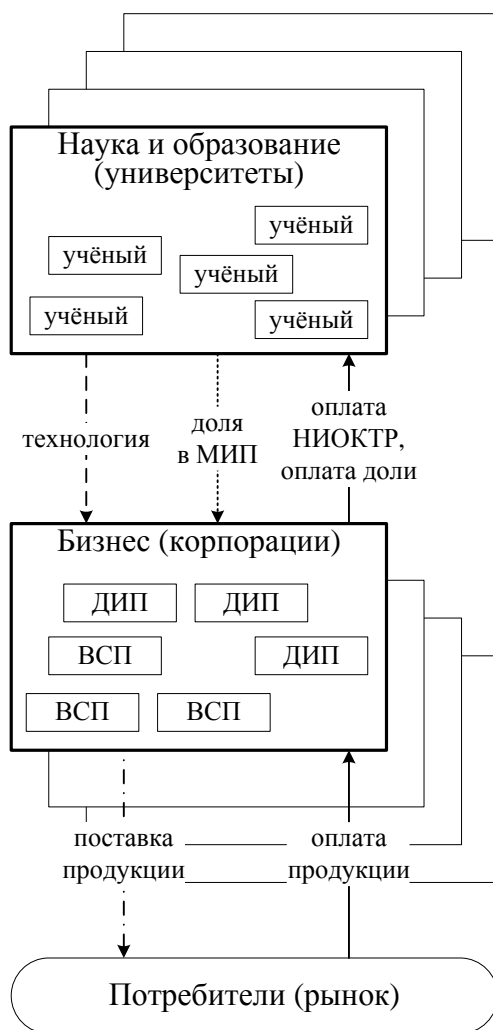 Наука и образование
(университеты)
учёный
учёный
учёный
учёный
учёный
технология
доля
в МИП
оплата
НИОКТР,
оплата доли
Бизнес (корпорации)
ДИП
ДИП
ВСП
ДИП
ВСП
ВСП
поставка
продукции
оплата
продукции
Потребители (рынок)